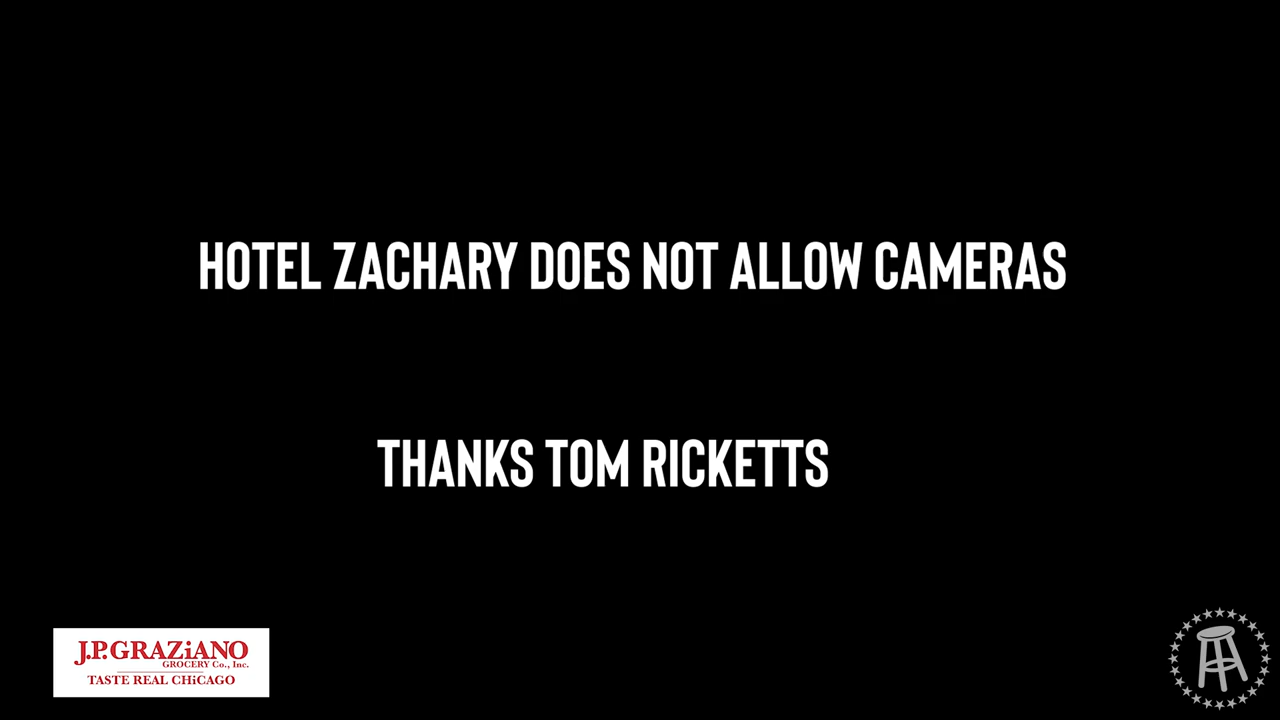 HOTEL ZACHARY DOES NOT ALLOW CAMERAS
THANKS TOM RICKETTS
J.P.GRAZiANO
GROCERY Co., Inc.
TASTE REAL CHiCAGO